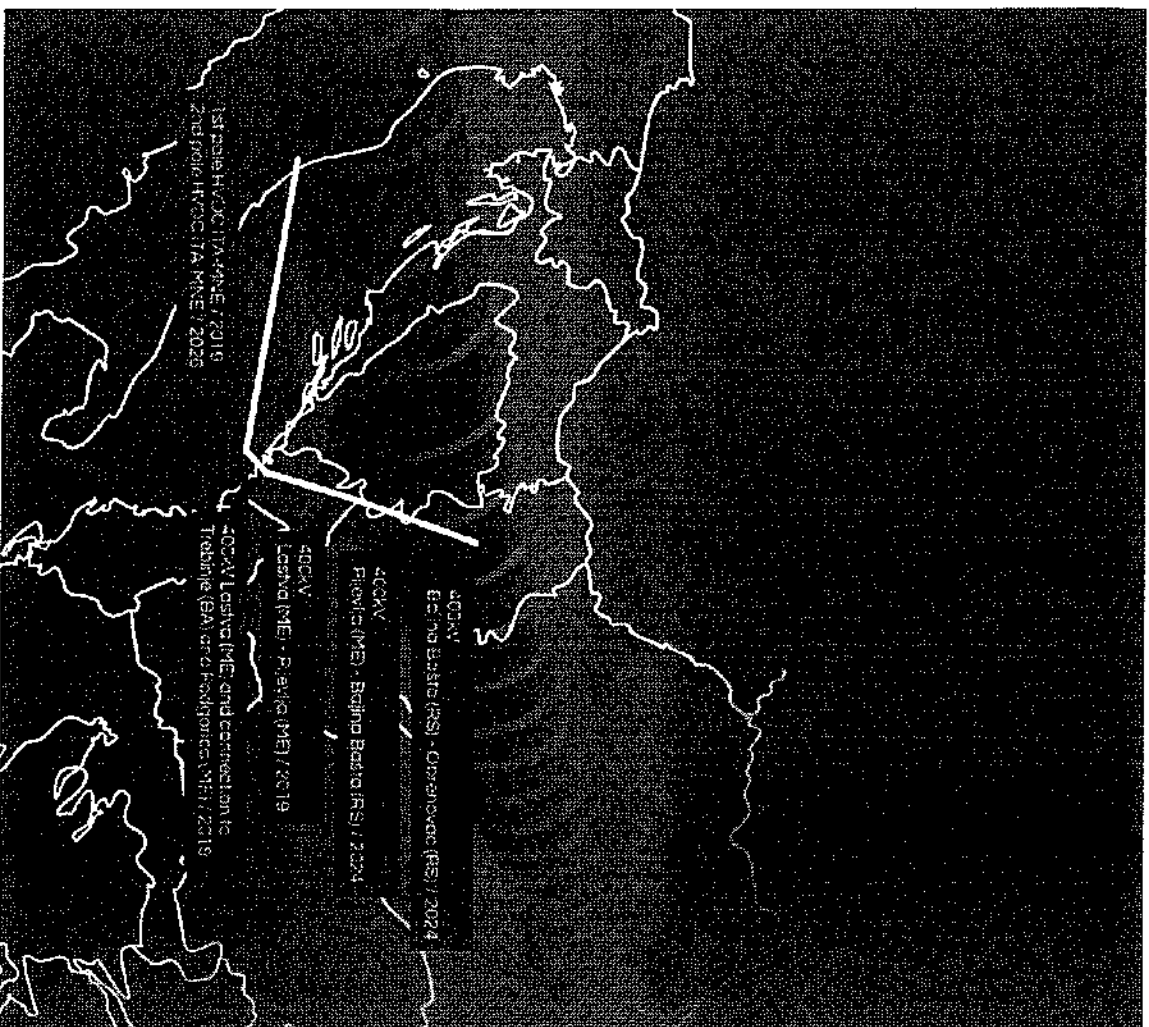 400kV
Bajina Basta (RS) - Obrenovac (RS) / 2024
400kV
Pljevlja (ME) - Bajina Basta (RS) / 2024
400kV
Lastva (ME) - Pljevlja (ME) / 2019
1st pole HVDC ITA-MNE / 2019
2nd pole HVDC ITA-MNE / 2026
400kV Lastva (ME) and connection to
Trebinje (BA) and Podgorica (ME) / 2019